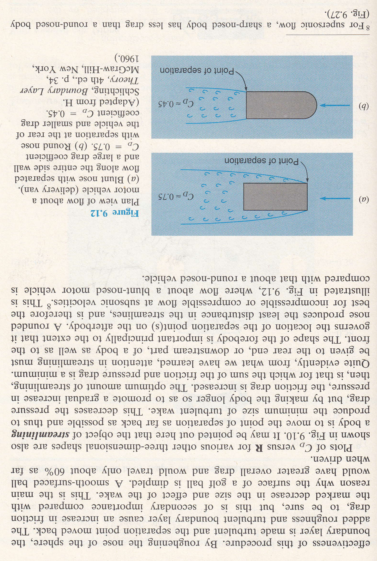 effectiveness of this procedure. By roughening the nose of the sphere, the
boundary layer is made turbulent and the separation point moved back. The
added roughness and turbulent boundary layer cause an increase in friction
drag, to be sure, but this is of secondary importance compared with
the marked decrease in the size and effect of the wake. This is the main
reason why the surface of a golf ball is dimpled. A smooth-surfaced ball
would have greater overall drag and would travel only about 60% as far
when driven.
Plots of C_D versus R for various other three-dimensional shapes are also
shown in Fig. 9.10. It may be pointed out here that the object of streamlining
a body is to move the point of separation as far back as possible and thus to
produce the minimum size of turbulent wake. This decreases the pressure
drag, but by making the body longer so as to promote a gradual increase in
pressure, the friction drag is increased. The optimum amount of streamlining,
then, is that for which the sum of the friction and pressure drag is a minimum.
Quite evidently, from what we have learned, attention in streamlining must
be given to the rear end, or downstream part, of a body as well as to the
front. The shape of the forebody is important principally to the extent that it
governs the location of the separation point(s) on the afterbody. A rounded
nose produces the least disturbance in the streamlines, and is therefore the
best for incompressible or compressible flow at subsonic velocities.⁸ This is
illustrated in Fig. 9.12, where flow about a blunt-nosed motor vehicle is
compared with that about a round-nosed vehicle.
(a)
C_D ≈ 0.75
Point of separation
(b)
C_D ≈ 0.45
Point of separation
Figure 9.12
Plan view of flow about a
motor vehicle (delivery van).
(a) Blunt nose with separated
flow along the entire side wall
and a large drag coefficient
C_D = 0.75. (b) Round nose
with separation at the rear of
the vehicle and smaller drag
coefficient C_D = 0.45.
(Adapted from H.
Schlichting, Boundary Layer
Theory, 4th ed., p. 34,
McGraw-Hill, New York,
1960.)
⁸ For supersonic flow, a sharp-nosed body has less drag than a round-nosed body
(Fig. 9.27).